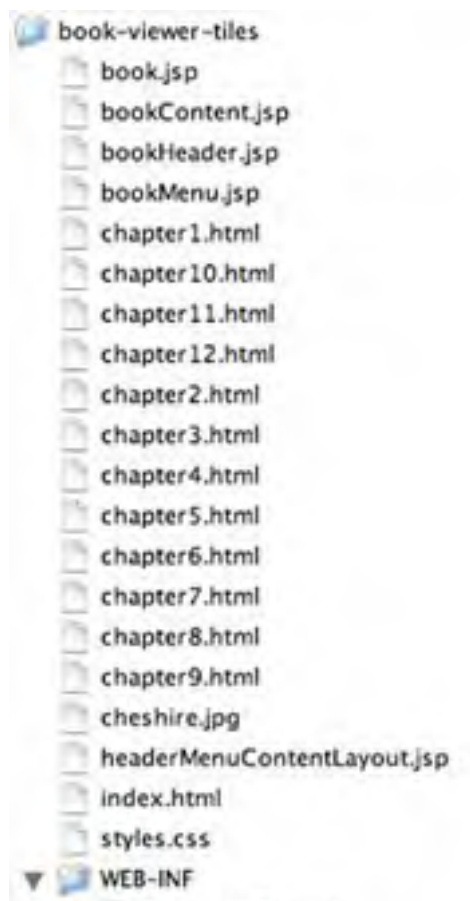 book-viewer-tiles
book.jsp
bookContent.jsp
bookHeader.jsp
bookMenu.jsp
chapter1.html
chapter10.html
chapter11.html
chapter12.html
chapter2.html
chapter3.html
chapter4.html
chapter5.html
chapter6.html
chapter7.html
chapter8.html
chapter9.html
cheshire.jpg
headerMenuContentLayout.jsp
index.html
styles.css
WEB-INF